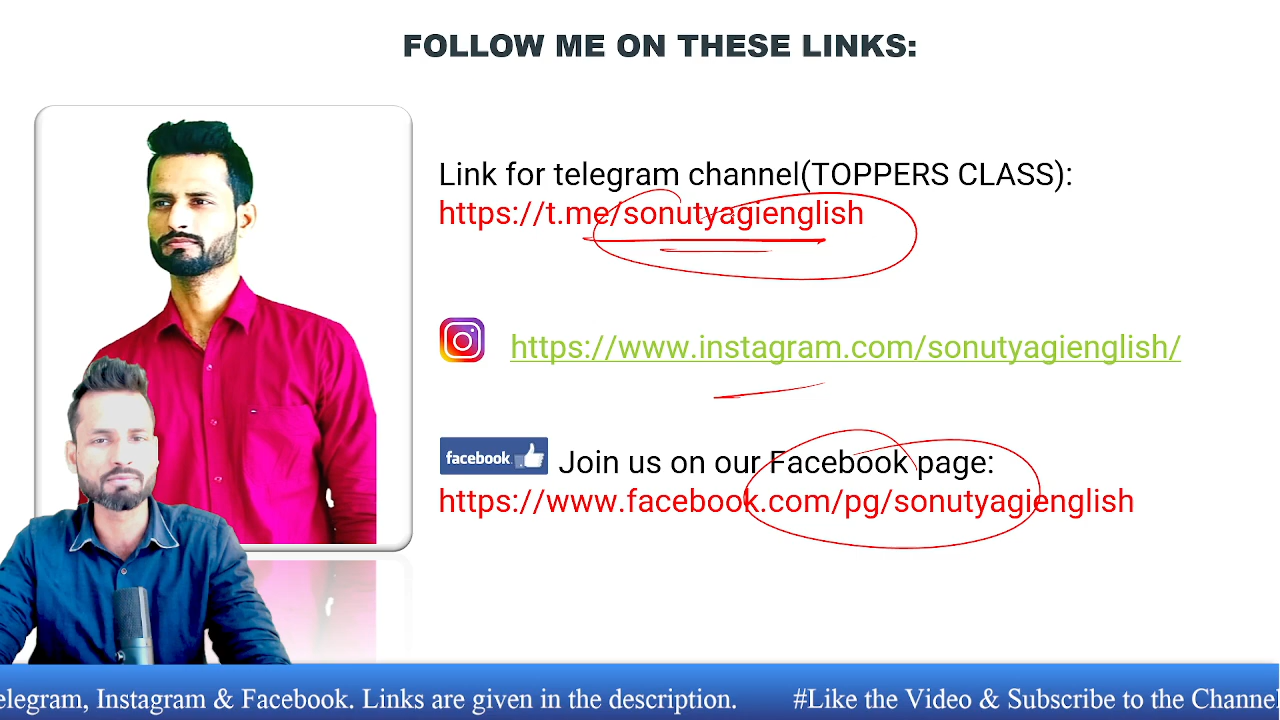 FOLLOW ME ON THESE LINKS:
Link for telegram channel(TOPPERS CLASS):
https://t.me/sonutyagienglish
https://www.instagram.com/sonutyagienglish/
facebook
Join us on our Facebook page:
https://www.facebook.com/pg/sonutyagienglish
elegram, Instagram & Facebook. Links are given in the description. #Like the Video & Subscribe to the Channel